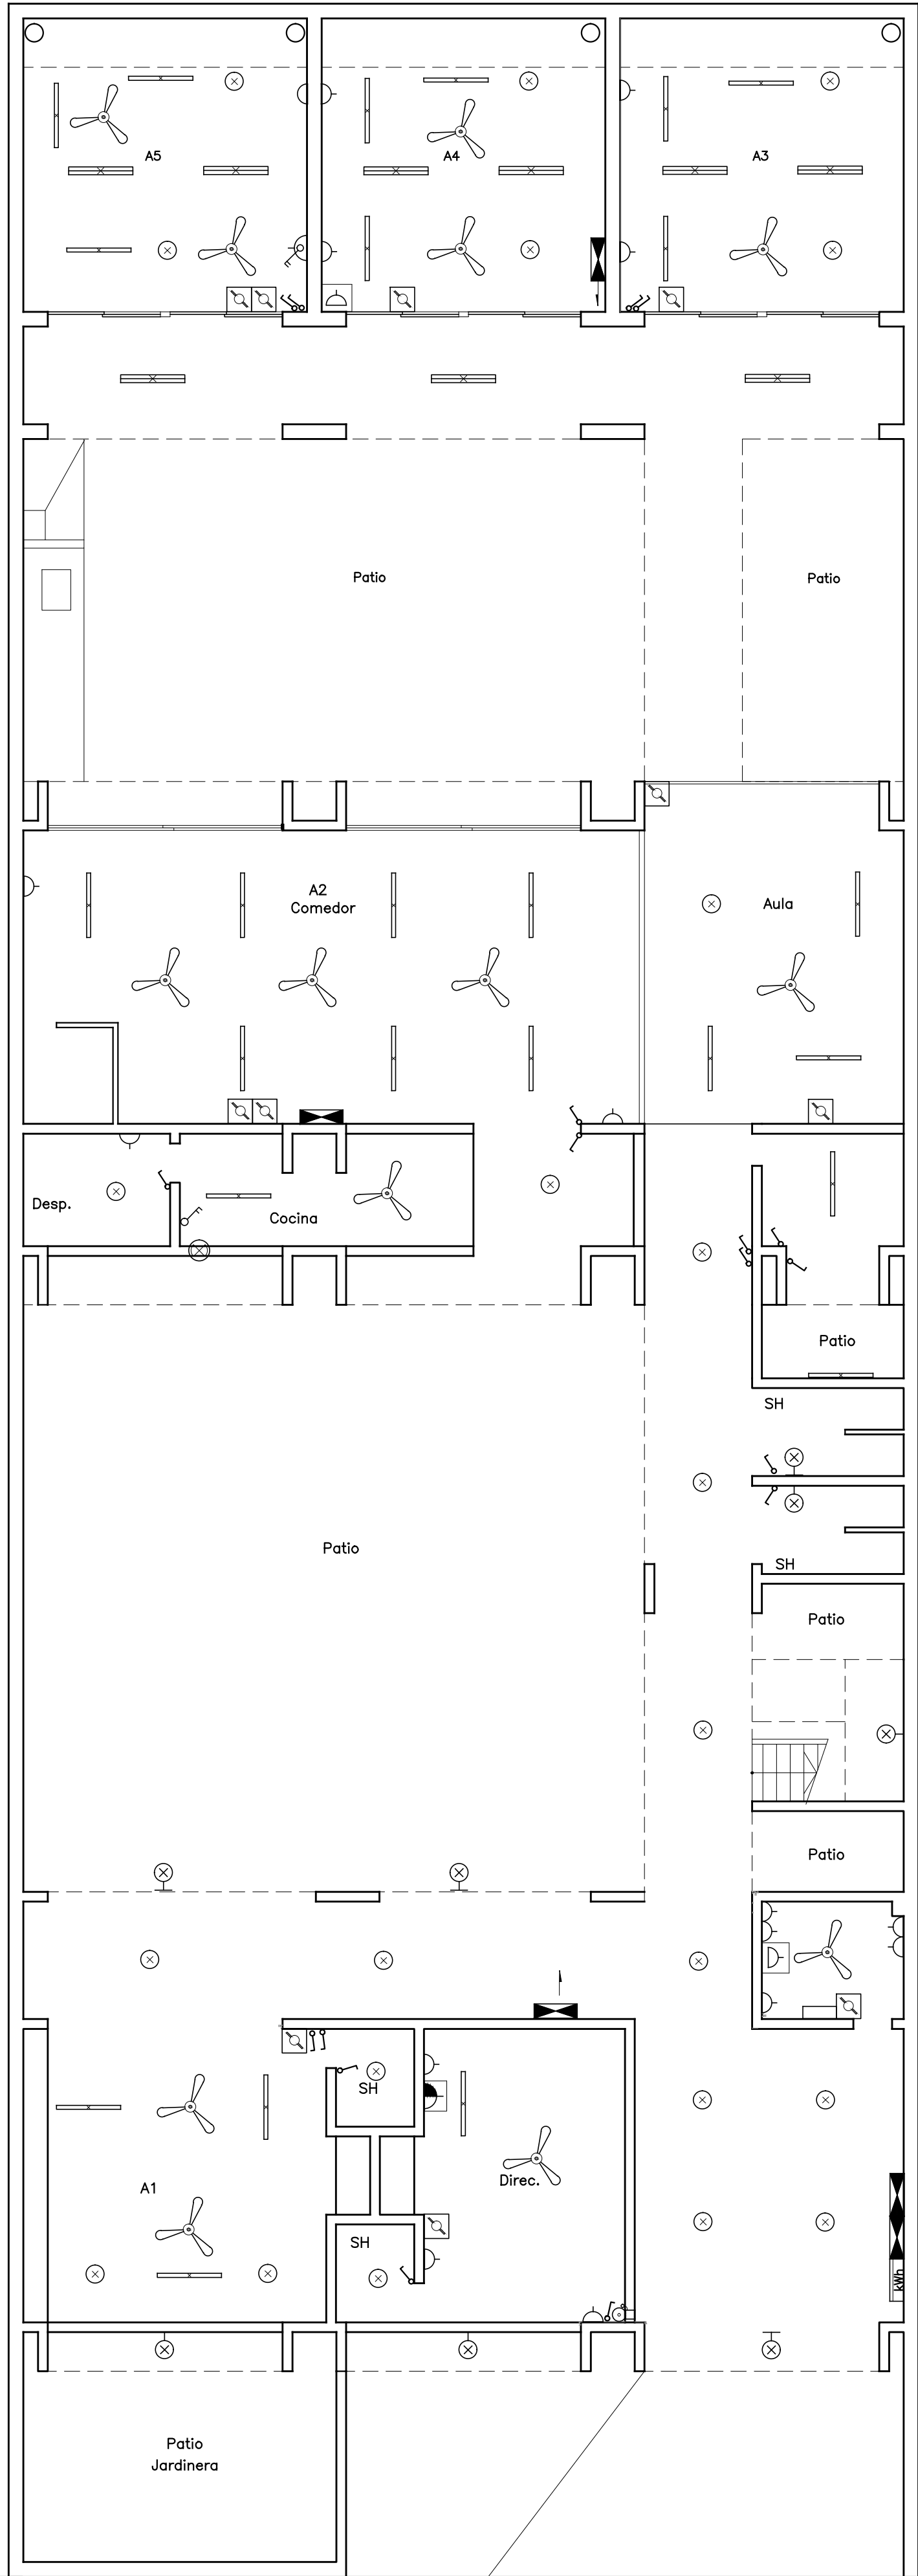 A5
A4
A3
Patio
Patio
A2
Comedor
Aula
Desp.
Cocina
Patio
SH
Patio
SH
Patio
Patio
SH
A1
Direc.
SH
kWh
Patio
Jardinera